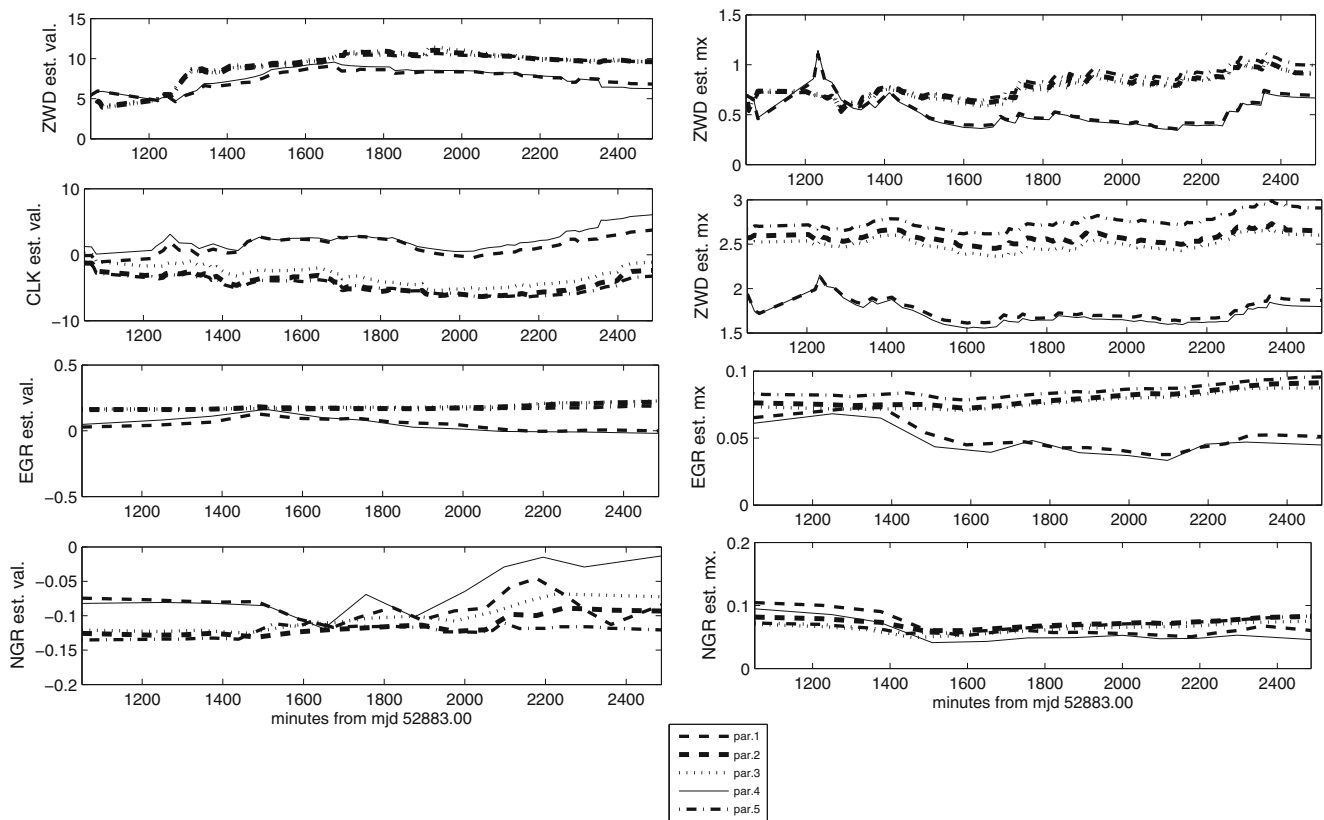 15
10
5
0
ZWD est. val.
1200 1400 1600 1800 2000 2200 2400
10
0
−10
CLK est. val.
1200 1400 1600 1800 2000 2200 2400
0.5
0
−0.5
EGR est. val.
1200 1400 1600 1800 2000 2200 2400
0
−0.05
−0.1
−0.15
−0.2
NGR est. val.
1200 1400 1600 1800 2000 2200 2400
minutes from mjd 52883.00
1.5
1
0.5
0
ZWD est. mx
1200 1400 1600 1800 2000 2200 2400
3
2.5
2
1.5
ZWD est. mx
1200 1400 1600 1800 2000 2200 2400
0.1
0.05
0
EGR est. mx
1200 1400 1600 1800 2000 2200 2400
0.2
0.1
0
NGR est. mx.
1200 1400 1600 1800 2000 2200 2400
minutes from mjd 52883.00
par.1
par.2
par.3
par.4
par.5